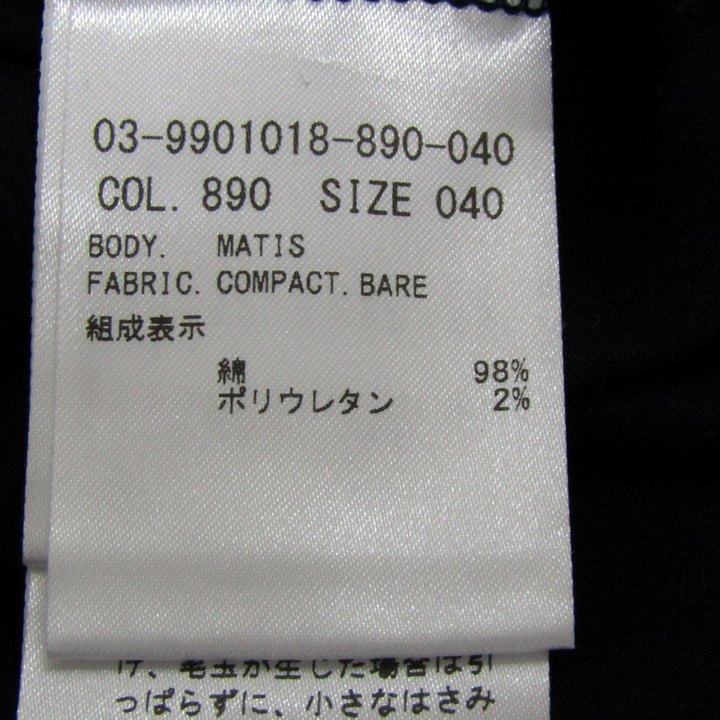 03-9901018-890-040
COL. 890 SIZE 040
BODY. MATIS
FABRIC. COMPACT. BARE
組成表示
綿 98%
ポリウレタン 2%
け、毛玉が生じた場合は引
っぱらずに、小さなはさみ